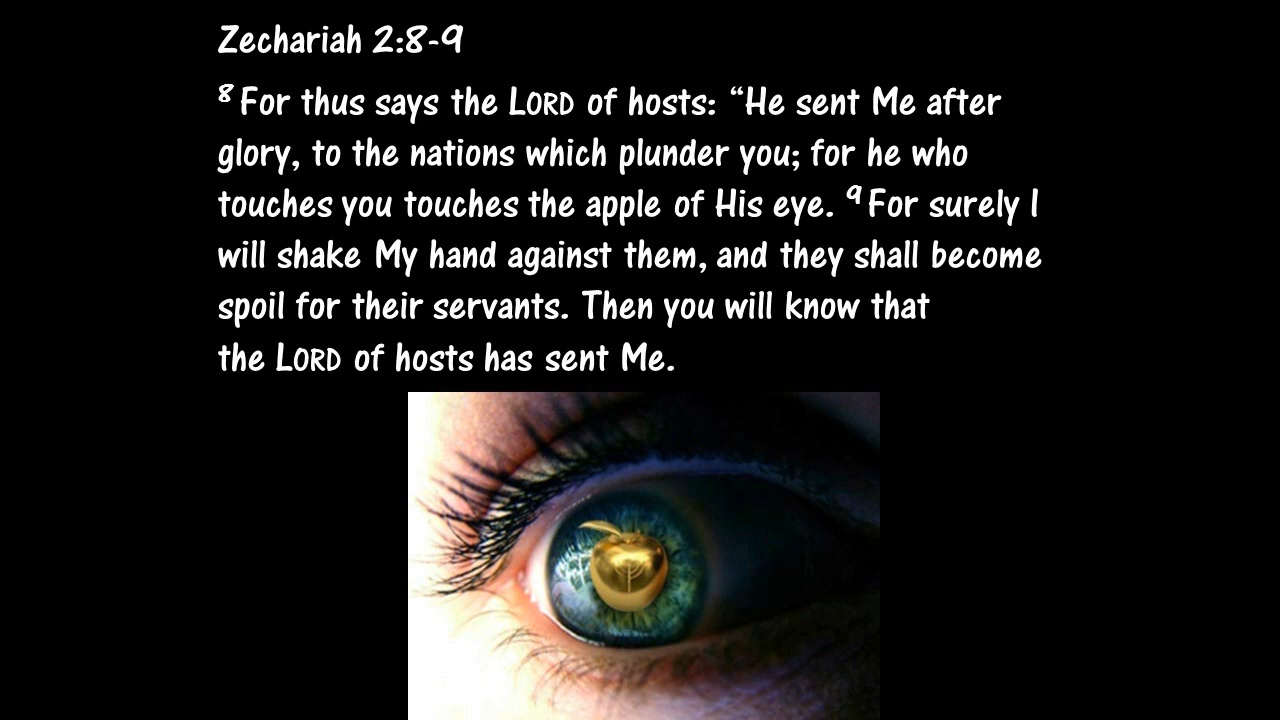 Zechariah 2:8-9
8 For thus says the LORD of hosts: “He sent Me after
glory, to the nations which plunder you; for he who
touches you touches the apple of His eye. 9 For surely I
will shake My hand against them, and they shall become
spoil for their servants. Then you will know that
the LORD of hosts has sent Me.